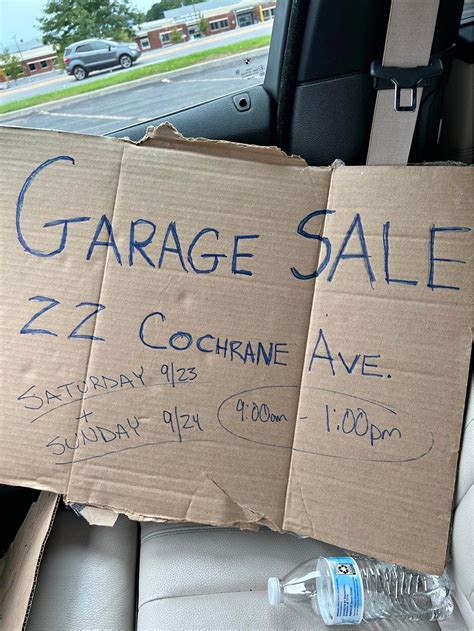 GARAGE SALE
22 COCHRANE AVE.
SATURDAY 9/23
+
SUNDAY 9/24
9:00am - 1:00pm